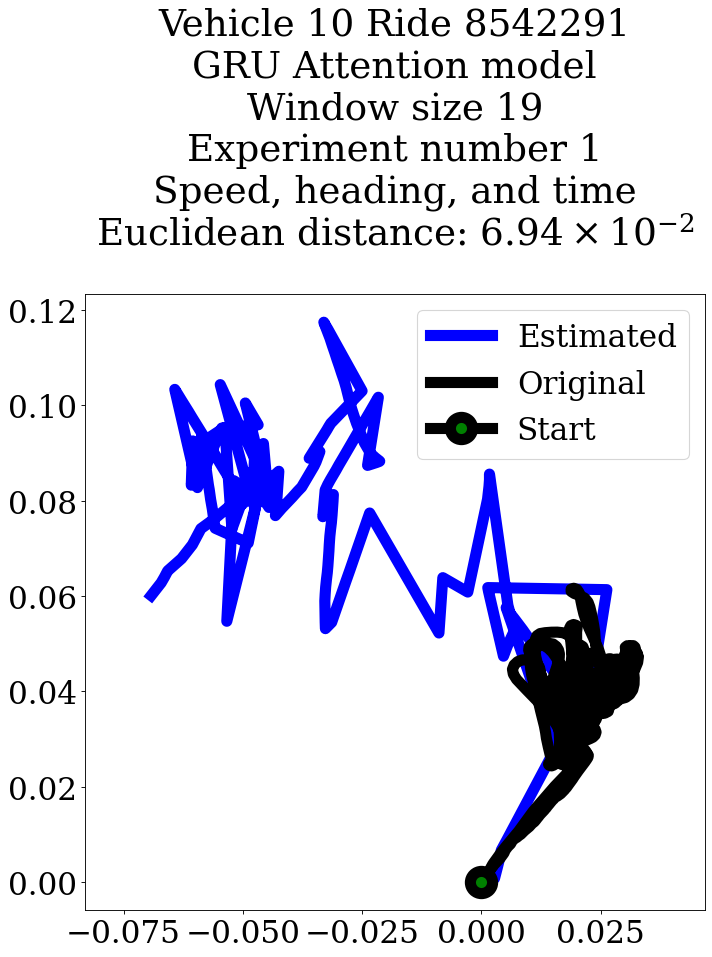 Vehicle 10 Ride 8542291
GRU Attention model
Window size 19
Experiment number 1
Speed, heading, and time
Euclidean distance: 6.94 × 10⁻²
Estimated
Original
Start
0.12
0.10
0.08
0.06
0.04
0.02
0.00
−0.075 −0.050 −0.025 0.000 0.025